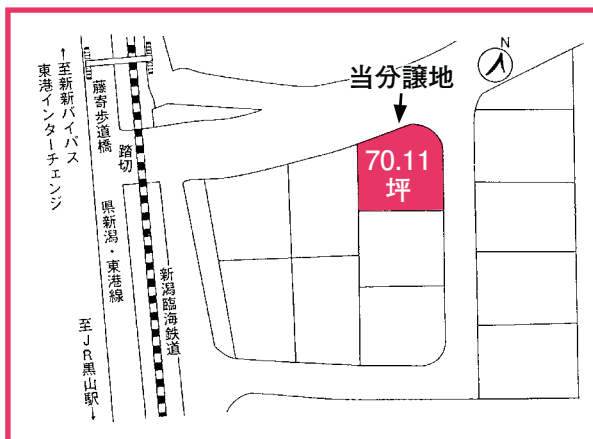 ↑至新新バイパス
東港インターチェンジ
藤寄歩道橋
踏切
県新潟・東港線
至JR黒山駅→
新潟臨海鉄道
当分譲地
70.11
坪
N